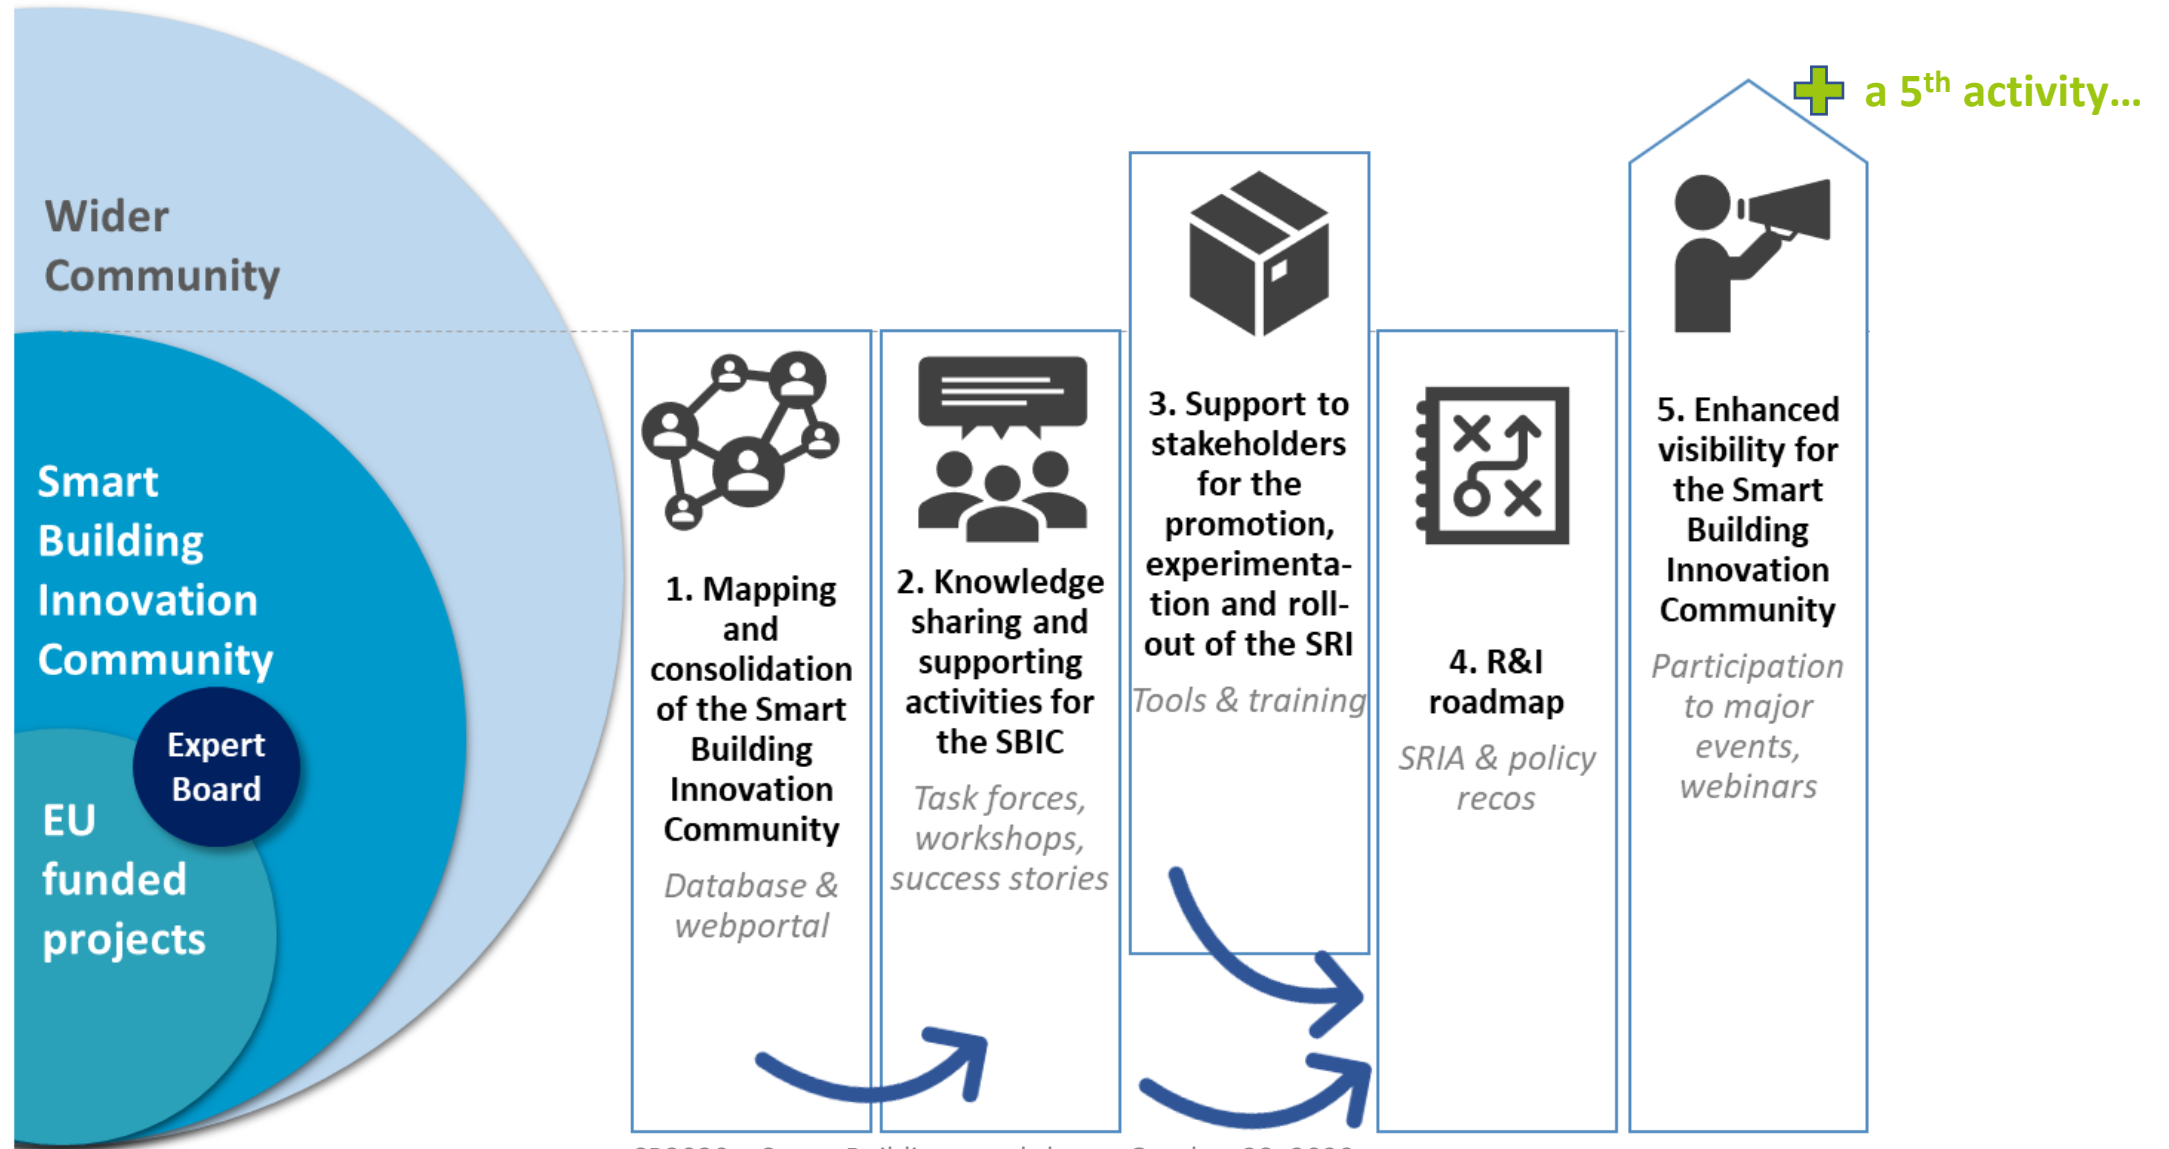 a 5th activity...
Wider
Community
Smart
Building
Innovation
Community
Expert
Board
EU
funded
projects
1. Mapping
and
consolidation
of the Smart
Building
Innovation
Community
Database &
webportal
2. Knowledge
sharing and
supporting
activities for
the SBIC
Task forces,
workshops,
success stories
3. Support to
stakeholders
for the
promotion,
experimenta-
tion and roll-
out of the SRI
Tools & training
4. R&I
roadmap
SRIA & policy
recos
5. Enhanced
visibility for
the Smart
Building
Innovation
Community
Participation
to major
events,
webinars